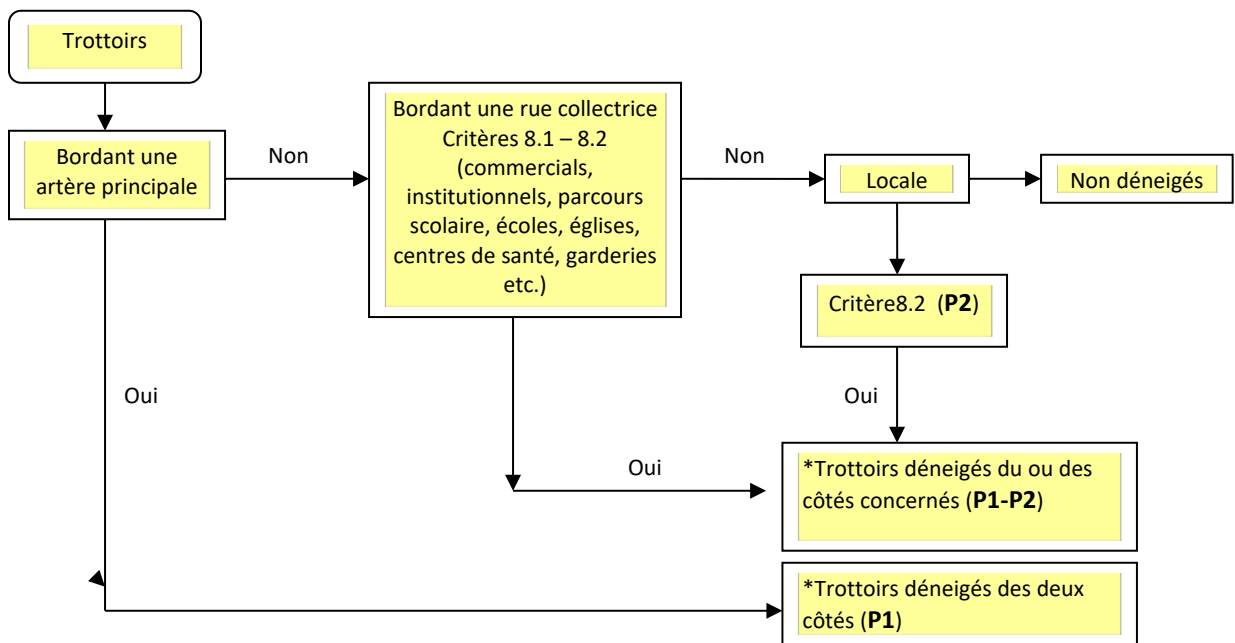 Trottoirs
Bordant une
artère principale
Non
Bordant une rue collectrice
Critères 8.1 – 8.2
(commercials,
institutionnels, parcours
scolaire, écoles, églises,
centres de santé, garderies
etc.)
Non
Locale
Non déneigés
Critère8.2 (P2)
Oui
Oui
Oui
*Trottoirs déneigés du ou des
côtés concernés (P1-P2)
*Trottoirs déneigés des deux
côtés (P1)